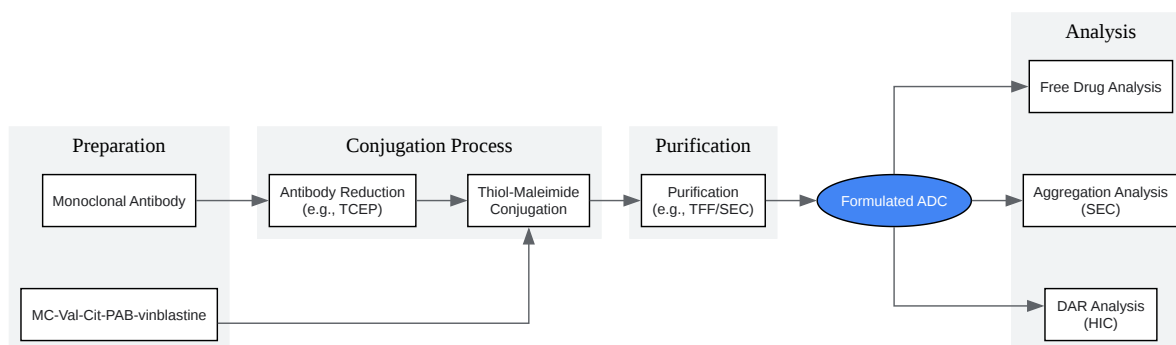 Preparation
Monoclonal Antibody
MC-Val-Cit-PAB-vinblastine
Conjugation Process
Antibody Reduction
(e.g., TCEP)
Thiol-Maleimide
Conjugation
Purification
Purification
(e.g., TFF/SEC)
Formulated ADC
Analysis
Free Drug Analysis
Aggregation Analysis
(SEC)
DAR Analysis
(HIC)